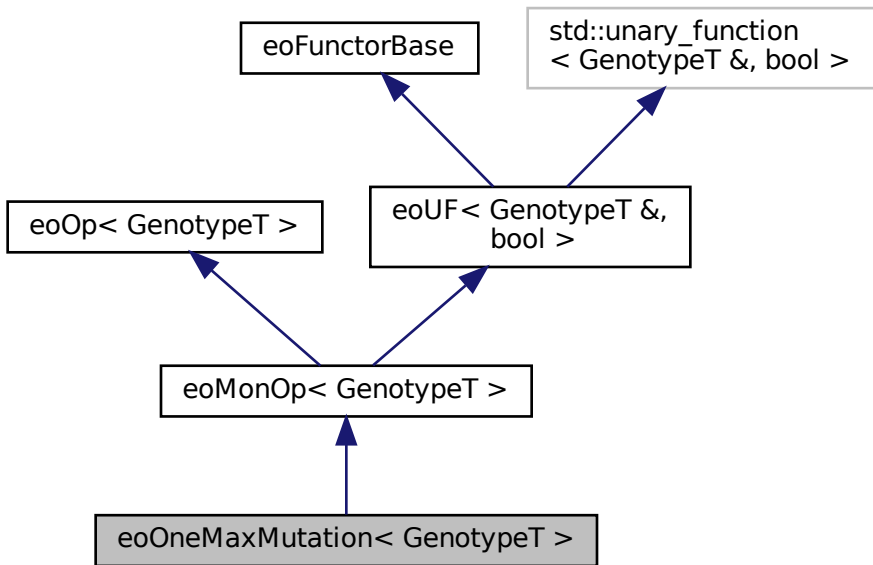 eoFunctorBase
std::unary_function
< GenotypeT &, bool >
eoOp< GenotypeT >
eoUF< GenotypeT &,
bool >
eoMonOp< GenotypeT >
eoOneMaxMutation< GenotypeT >